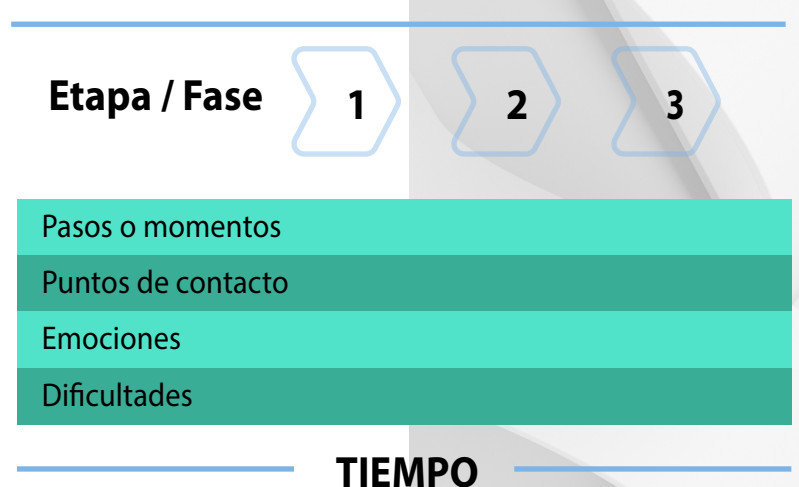 Etapa / Fase 1 2 3
Pasos o momentos
Puntos de contacto
Emociones
Dificultades
TIEMPO